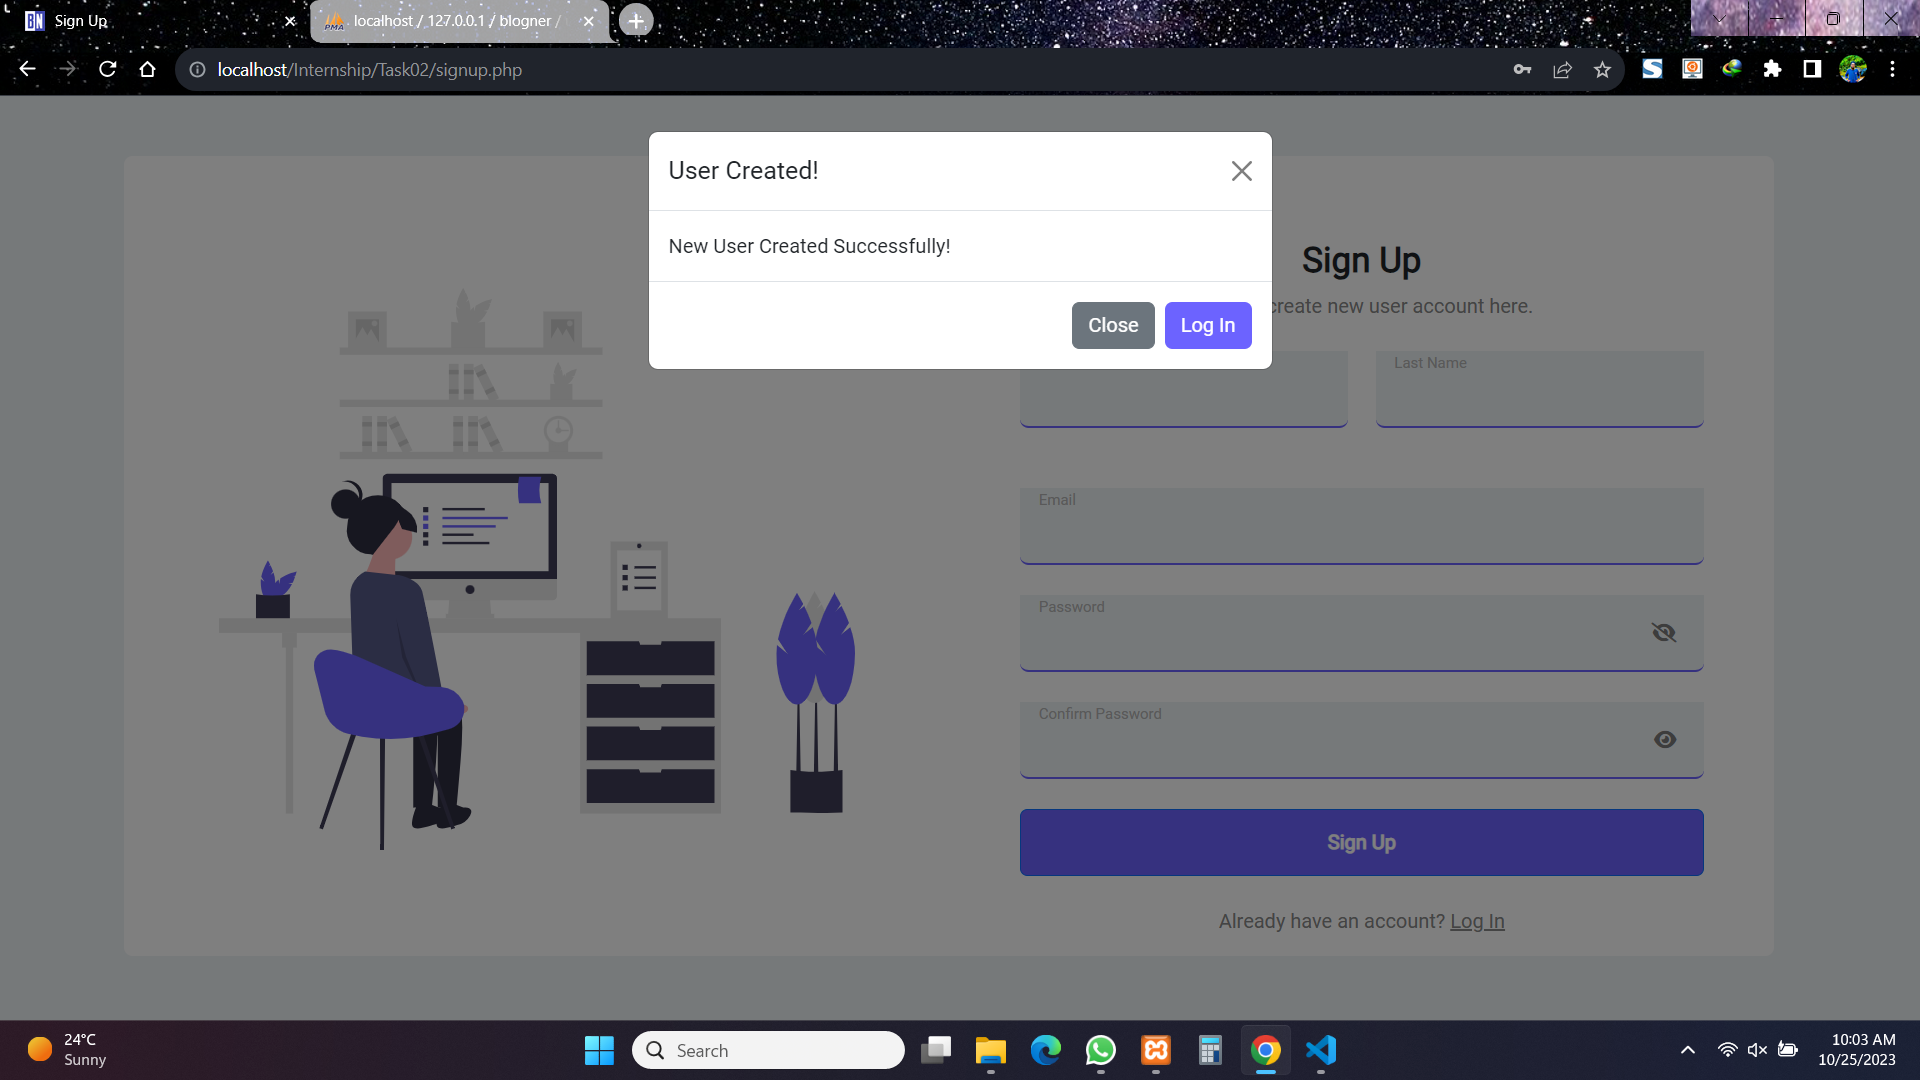 BN Sign Up
PMA localhost / 127.0.0.1 / blogner /
localhost/Internship/Task02/signup.php
User Created!
New User Created Successfully!
Close
Log In
Sign Up
create new user account here.
Last Name
Email
Password
Confirm Password
Sign Up
Already have an account? Log In
24°C
Sunny
Search
10:03 AM
10/25/2023